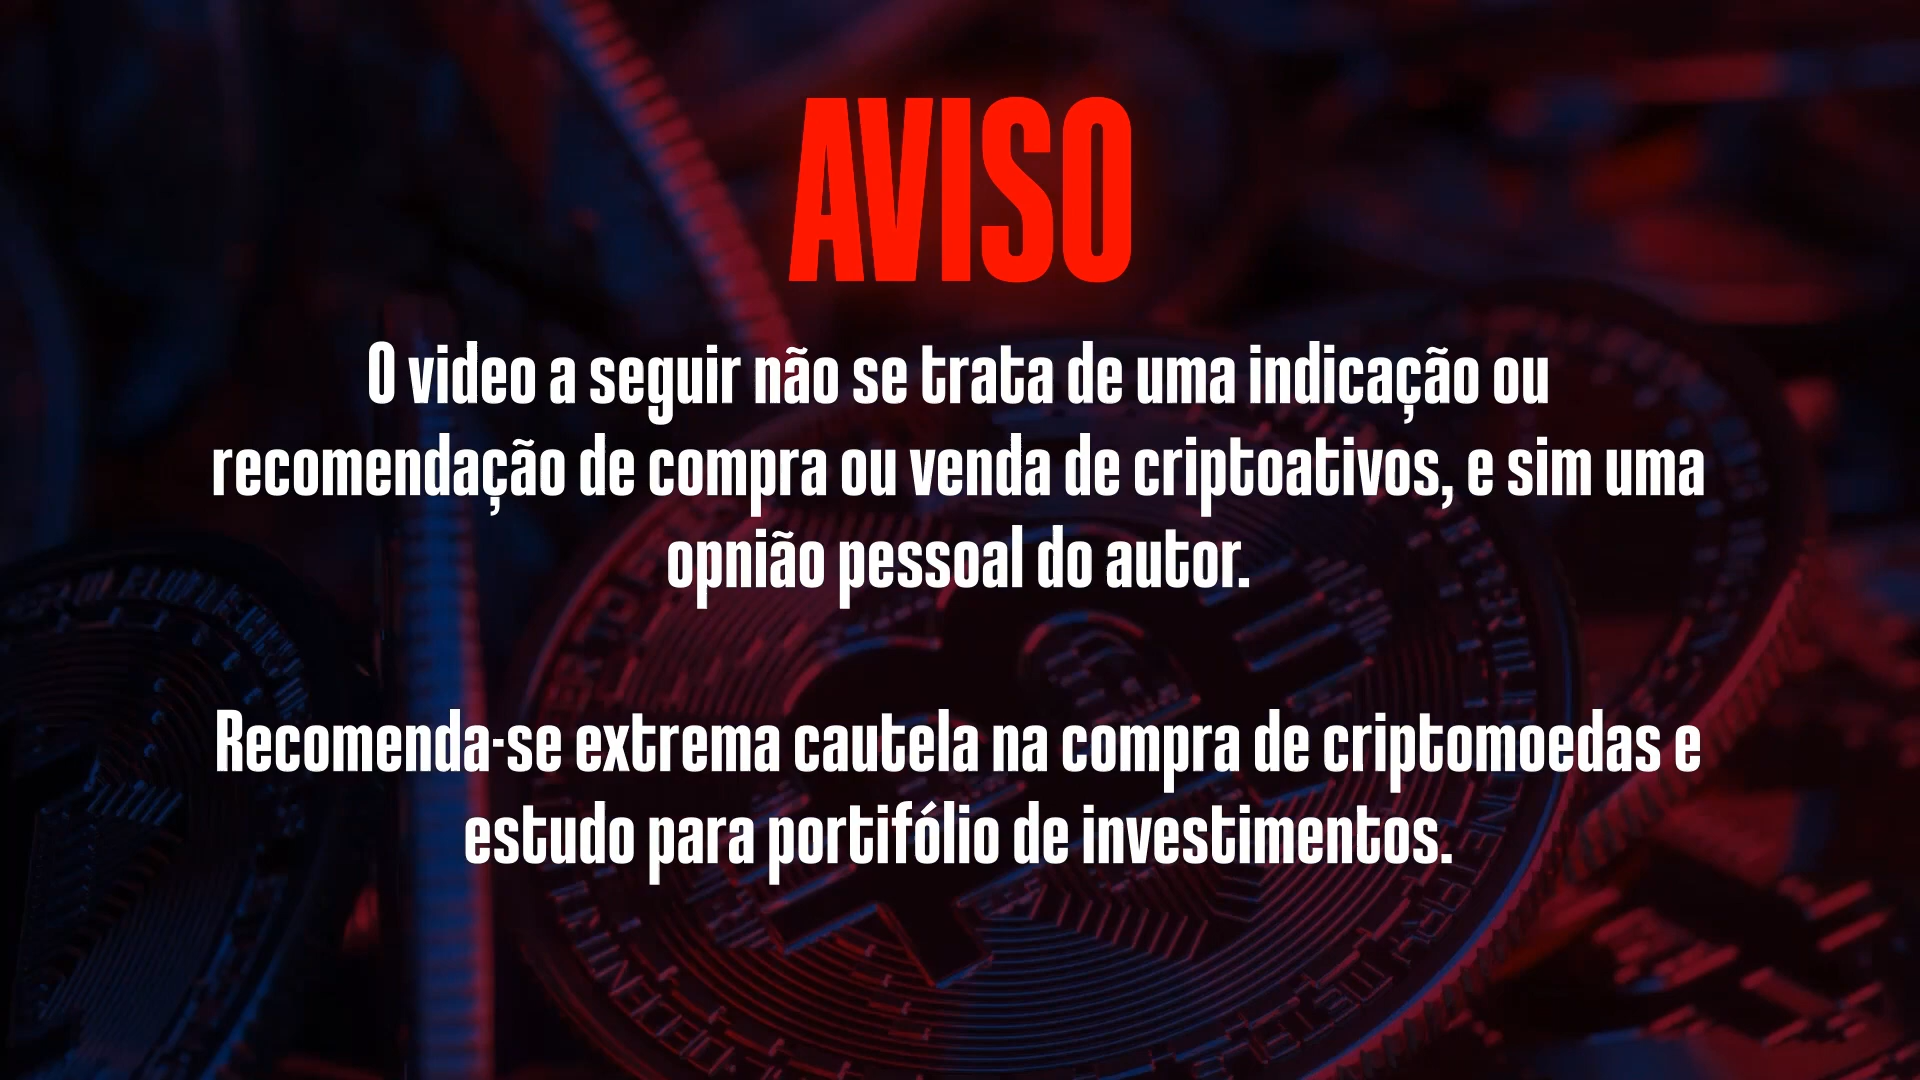 AVISO
O video a seguir não se trata de uma indicação ou
recomendação de compra ou venda de criptoativos, e sim uma
opnião pessoal do autor.
Recomenda-se extrema cautela na compra de criptomoedas e
estudo para portifólio de investimentos.